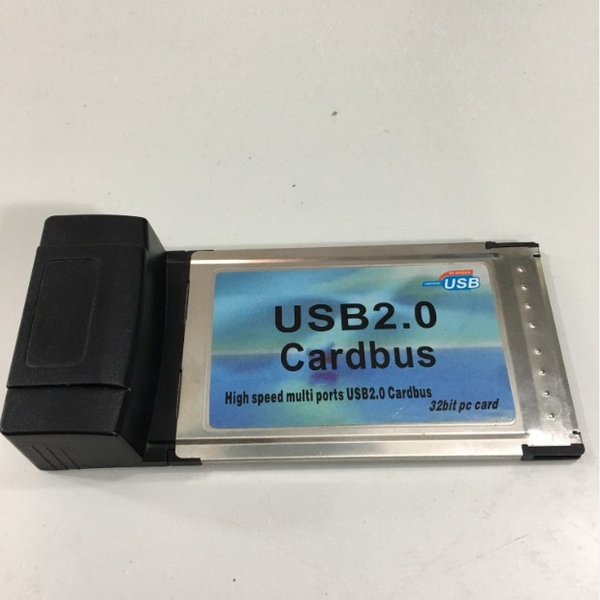 USB
USB2.0
Cardbus
High speed multi ports USB2.0 Cardbus
32bit pc card